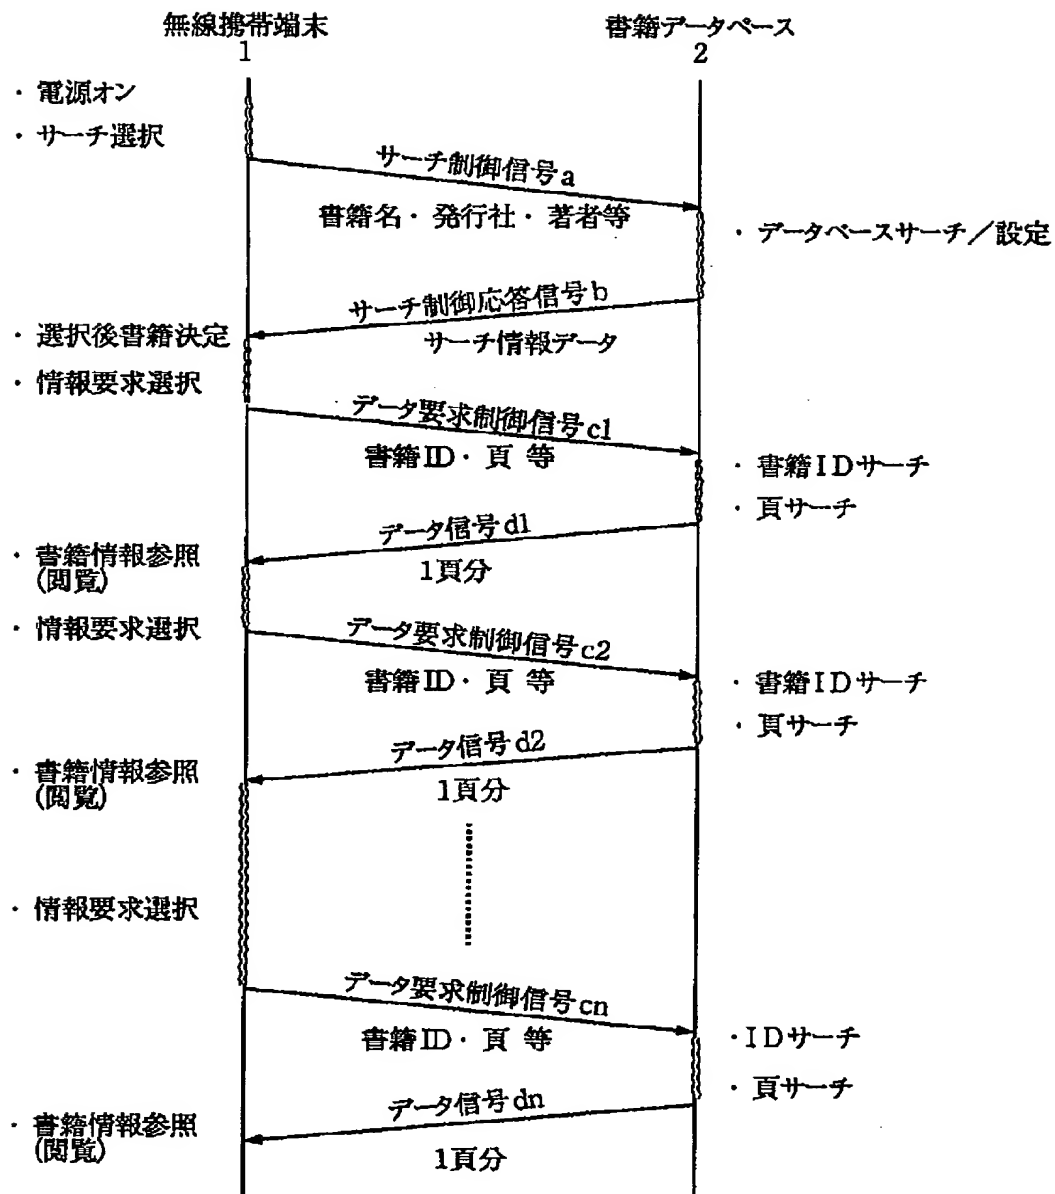 無線携帯端末
1
書籍データベース
2
・電源オン
・サーチ選択
サーチ制御信号a
書籍名・発行社・著者等
・データベースサーチ／設定
サーチ制御応答信号b
サーチ情報データ
・選択後書籍決定
・情報要求選択
データ要求制御信号c1
書籍ID・頁 等
・書籍IDサーチ
・頁サーチ
データ信号d1
1頁分
・書籍情報参照
(閲覧)
・情報要求選択
データ要求制御信号c2
書籍ID・頁 等
・書籍IDサーチ
・頁サーチ
データ信号d2
1頁分
・書籍情報参照
(閲覧)
・情報要求選択
データ要求制御信号cn
書籍ID・頁 等
・IDサーチ
・頁サーチ
データ信号dn
1頁分
・書籍情報参照
(閲覧)